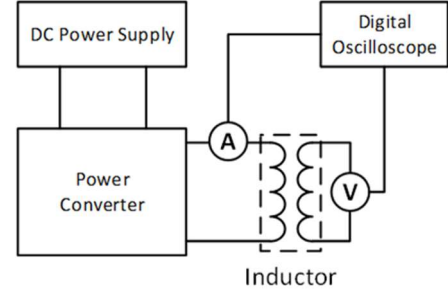 DC Power Supply
Digital
Oscilloscope
A
Power
Converter
V
Inductor